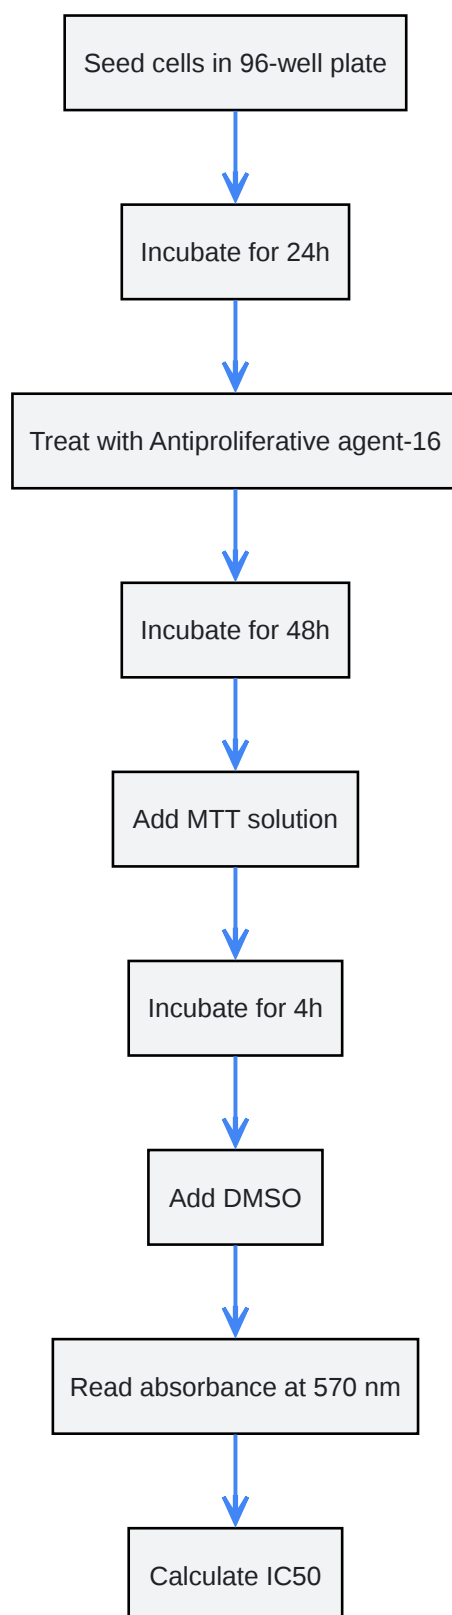 Seed cells in 96-well plate
Incubate for 24h
Treat with Antiproliferative agent-16
Incubate for 48h
Add MTT solution
Incubate for 4h
Add DMSO
Read absorbance at 570 nm
Calculate IC50